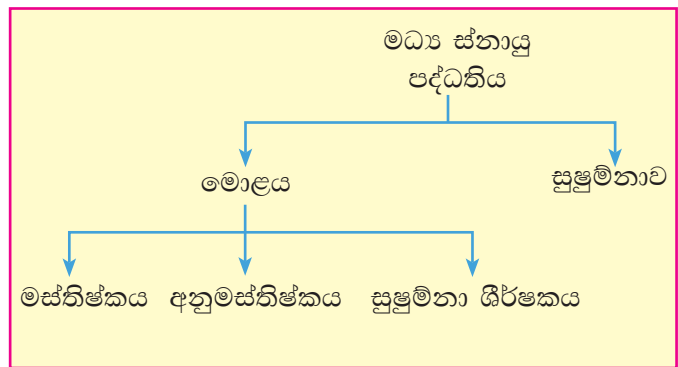 මධ්‍ය ස්නායු
පද්ධතිය
මොළය
සුෂුම්නාව
මස්තිෂ්කය
අනුමස්තිෂ්කය
සුෂුම්නා ශීර්ෂකය